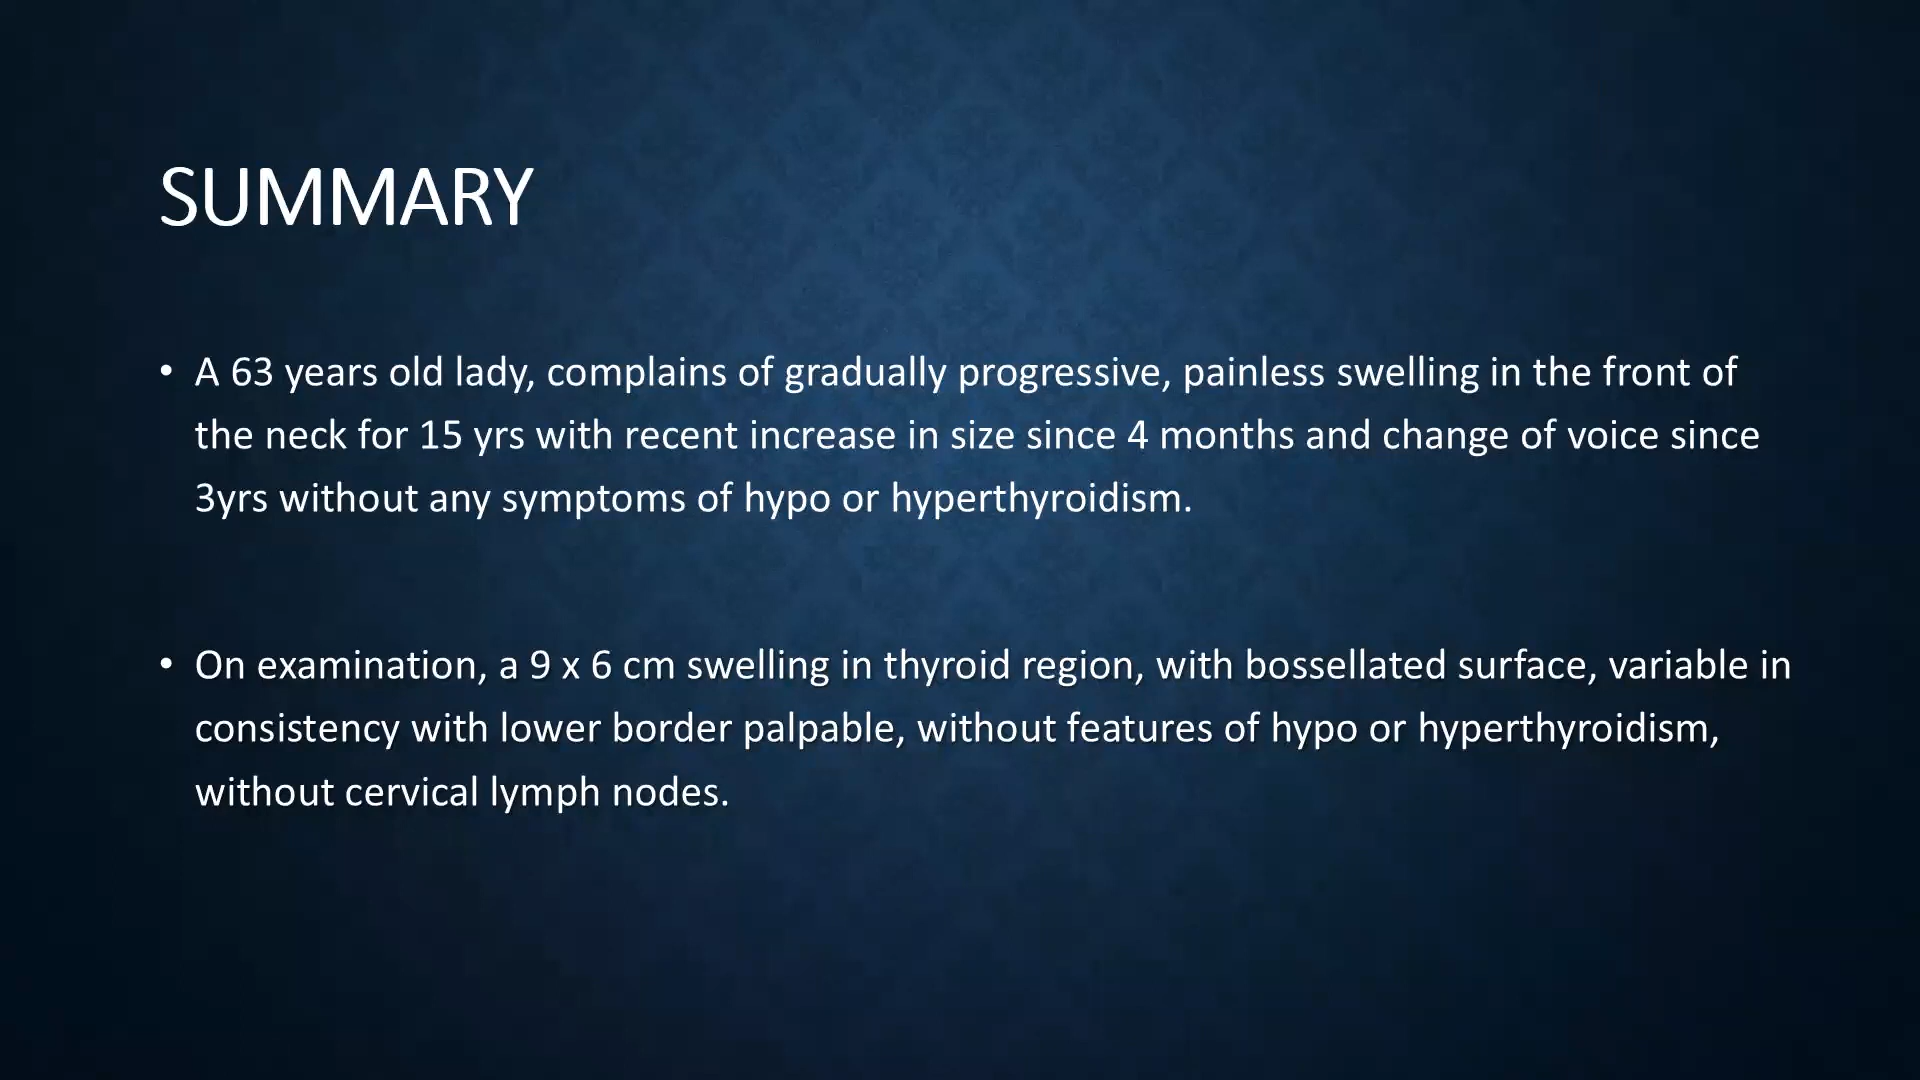 SUMMARY
• A 63 years old lady, complains of gradually progressive, painless swelling in the front of
the neck for 15 yrs with recent increase in size since 4 months and change of voice since
3yrs without any symptoms of hypo or hyperthyroidism.
• On examination, a 9 x 6 cm swelling in thyroid region, with bossellated surface, variable in
consistency with lower border palpable, without features of hypo or hyperthyroidism,
without cervical lymph nodes.